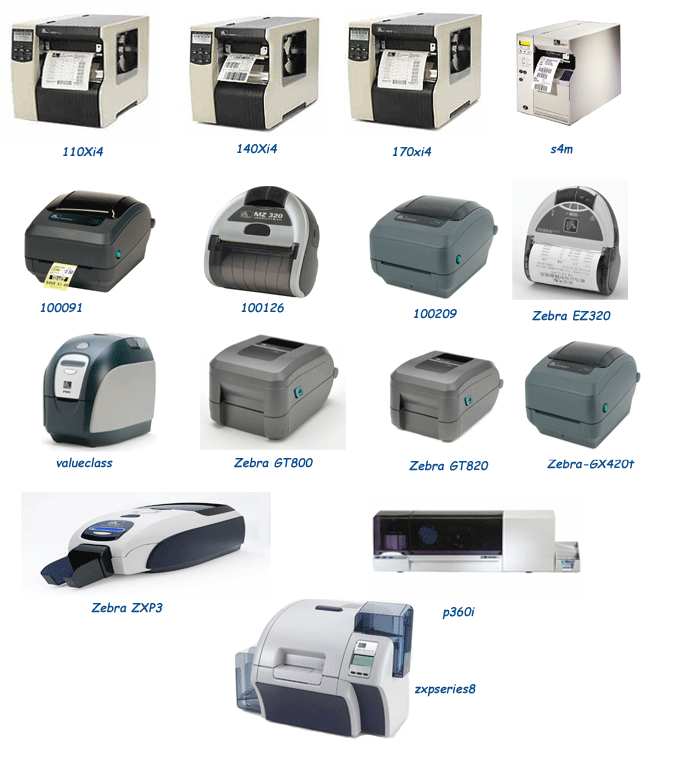 110Xi4
140Xi4
170xi4
s4m
MZ 320
100091
100126
100209
Zebra EZ320
valueclass
Zebra GT800
Zebra GT820
Zebra-GX420t
Zebra ZXP3
p360i
zxpseries8